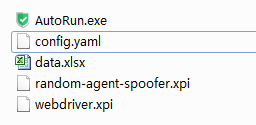 AutoRun.exe
config.yaml
data.xlsx
random-agent-spoofer.xpi
webdriver.xpi